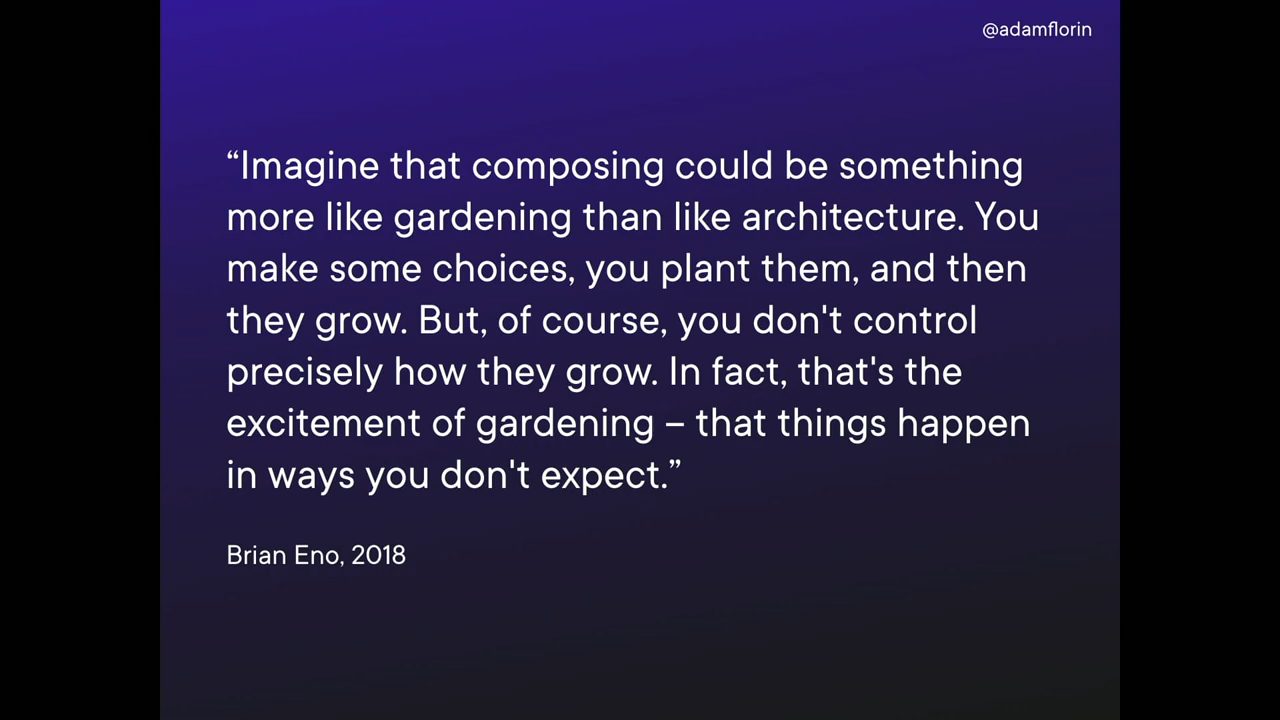 @adamflorin
“Imagine that composing could be something
more like gardening than like architecture. You
make some choices, you plant them, and then
they grow. But, of course, you don't control
precisely how they grow. In fact, that's the
excitement of gardening – that things happen
in ways you don't expect.”
Brian Eno, 2018